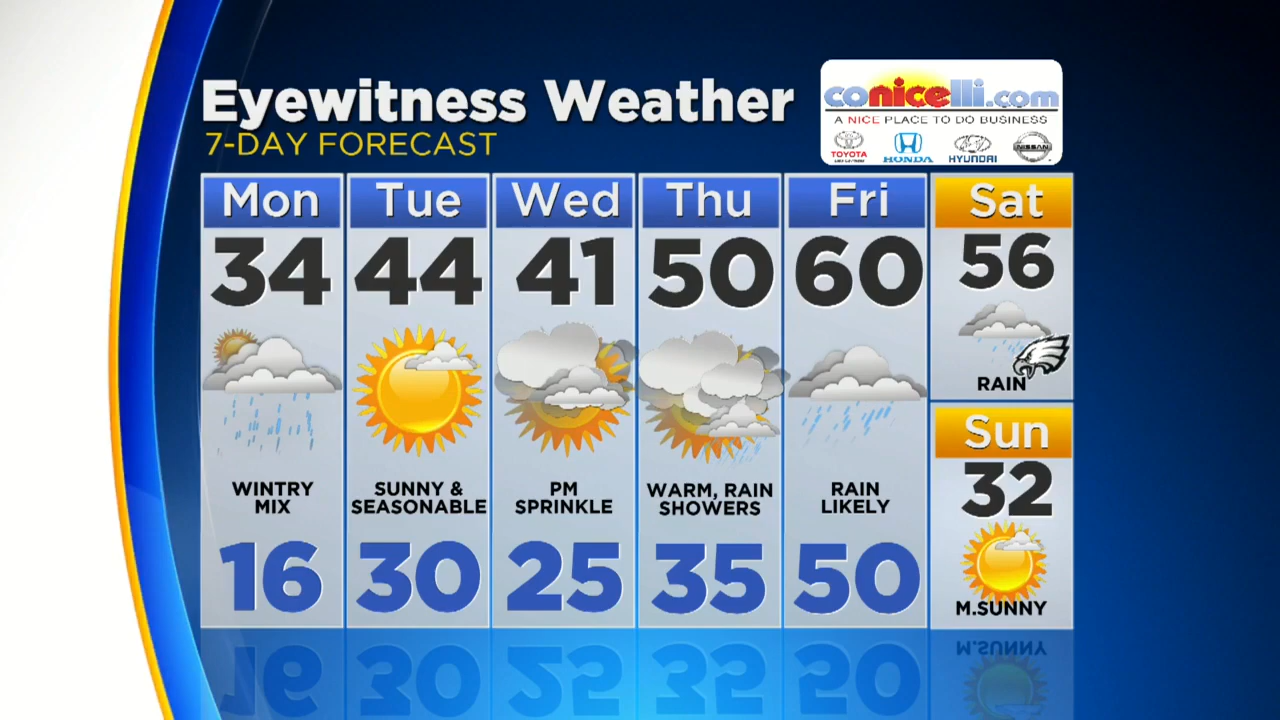 Eyewitness Weather
7-DAY FORECAST
conicelli.com
A NICE PLACE TO DO BUSINESS
TOYOTA
HONDA
HYUNDAI
NISSAN
Mon
34
WINTRY
MIX
16
Tue
44
SUNNY &
SEASONABLE
30
Wed
41
PM
SPRINKLE
25
Thu
50
WARM, RAIN
SHOWERS
35
Fri
60
RAIN
LIKELY
50
Sat
56
RAIN
Sun
32
M.SUNNY